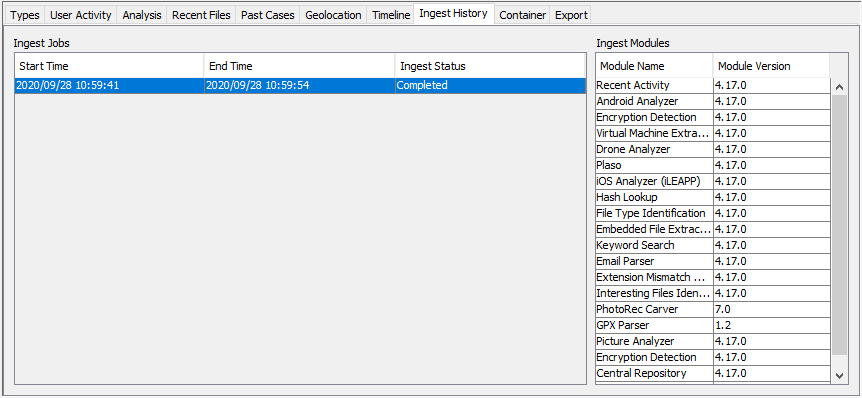 Types User Activity Analysis Recent Files Past Cases Geolocation Timeline Ingest History Container Export
Ingest Jobs
Start Time End Time Ingest Status
2020/09/28 10:59:41 2020/09/28 10:59:54 Completed
Ingest Modules
Module Name Module Version
Recent Activity 4.17.0
Android Analyzer 4.17.0
Encryption Detection 4.17.0
Virtual Machine Extra... 4.17.0
Drone Analyzer 4.17.0
Plaso 4.17.0
iOS Analyzer (iLEAPP) 4.17.0
Hash Lookup 4.17.0
File Type Identification 4.17.0
Embedded File Extrac... 4.17.0
Keyword Search 4.17.0
Email Parser 4.17.0
Extension Mismatch ... 4.17.0
Interesting Files Iden... 4.17.0
PhotoRec Carver 7.0
GPX Parser 1.2
Picture Analyzer 4.17.0
Encryption Detection 4.17.0
Central Repository 4.17.0